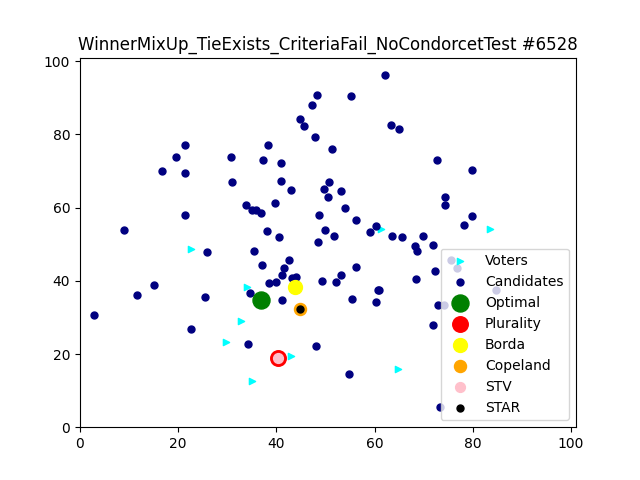 WinnerMixUp_TieExists_CriteriaFail_NoCondorcetTest #6528
100
80
60
40
20
0
0 20 40 60 80 100
Voters
Candidates
Optimal
Plurality
Borda
Copeland
STV
STAR